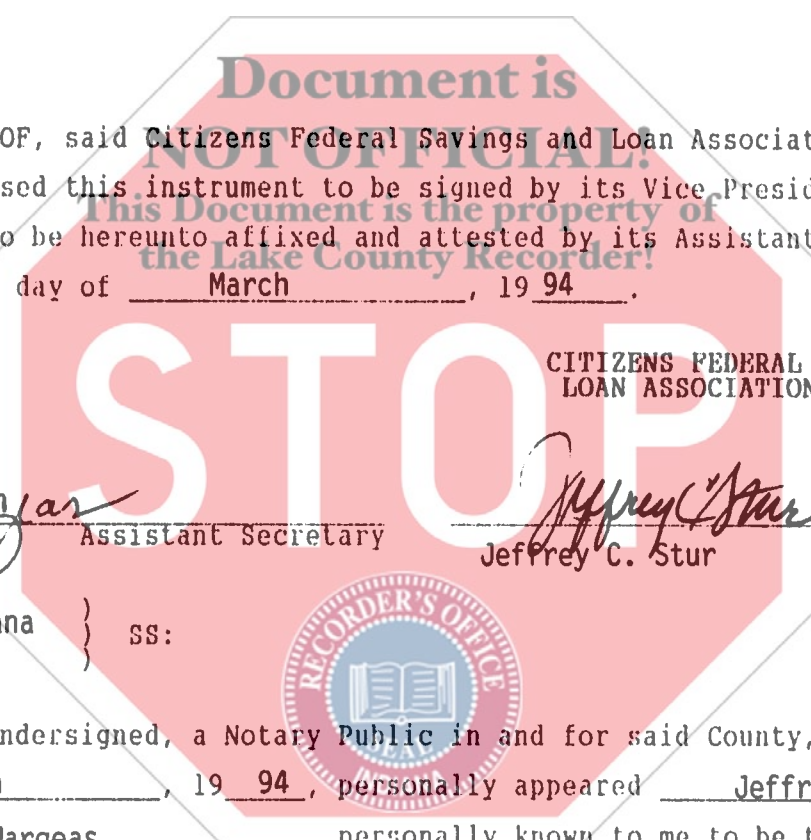 Document is
OF, said Citizens Federal Savings and Loan Associat
NOT OFFICIAL!
sed this instrument to be signed by its Vice Presid
This Document is the property of
o be hereunto affixed and attested by its Assistant
the Lake County Recorder!
day of March, 19 94.
STOP
CITIZENS FEDERAL
LOAN ASSOCIATION
Jeffrey C. Stur
Assistant Secretary
Jeffrey C. Stur
na } SS:
RECORDER'S OFFICE
SEAL
INDIANA
ndersigned, a Notary Public in and for said County,
, 19 94, personally appeared Jeffr
Margeas personally known to me to be